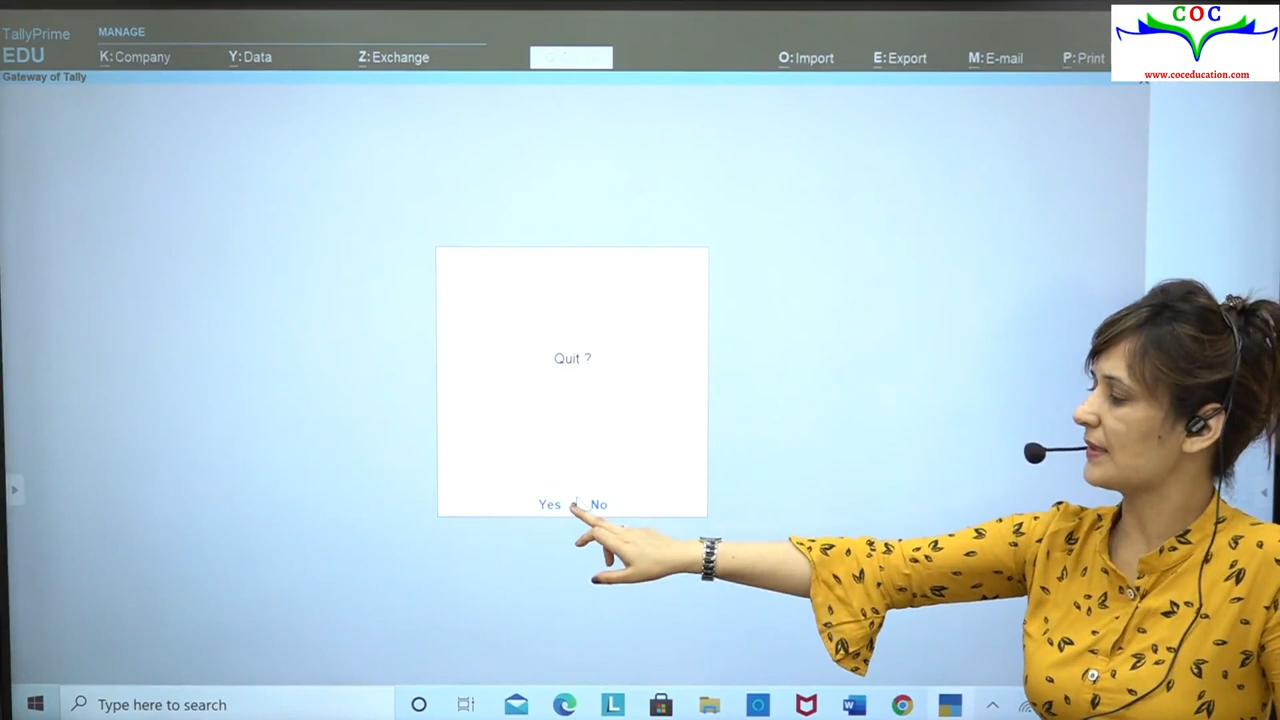 TallyPrime
EDU
MANAGE
K: Company
Y: Data
Z: Exchange
O: Import
E: Export
M: E-mail
P: Print
Gateway of Tally
COC
www.coceducation.com
Quit ?
Yes
No
Type here to search